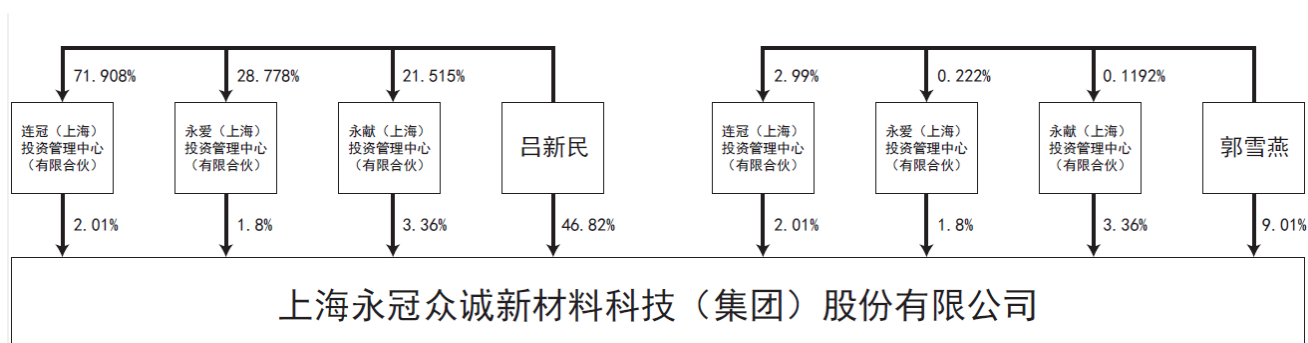 71.908%
28.778%
21.515%
2.99%
0.222%
0.1192%
连冠（上海）
投资管理中心
（有限合伙）
永爱（上海）
投资管理中心
（有限合伙）
永献（上海）
投资管理中心
（有限合伙）
吕新民
连冠（上海）
投资管理中心
（有限合伙）
永爱（上海）
投资管理中心
（有限合伙）
永献（上海）
投资管理中心
（有限合伙）
郭雪燕
2.01%
1.8%
3.36%
46.82%
2.01%
1.8%
3.36%
9.01%
上海永冠众诚新材料科技（集团）股份有限公司